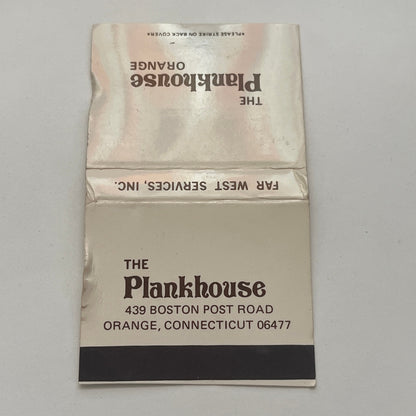 *PLEASE STRIKE ON BACK COVER*
THE
Plankhouse
ORANGE
FAR WEST SERVICES, INC.
THE
Plankhouse
439 BOSTON POST ROAD
ORANGE, CONNECTICUT 06477